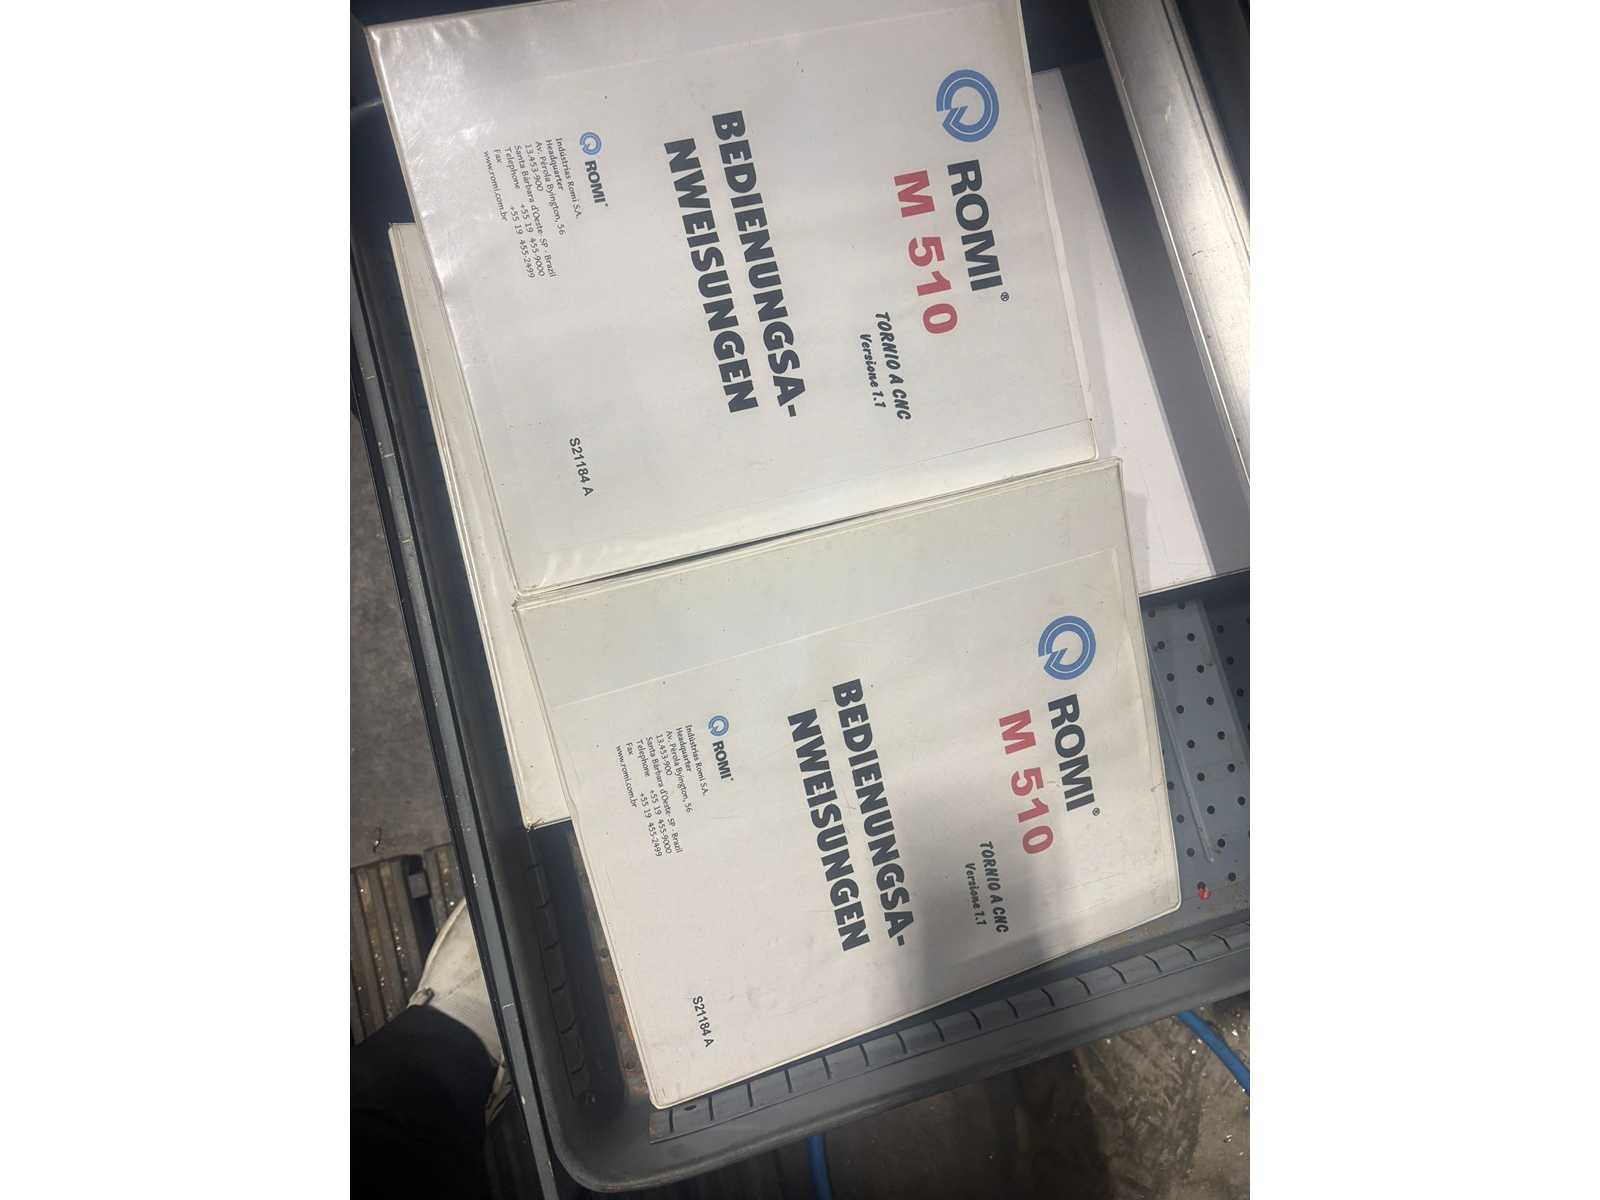 ROMI®
M 510
TORNIO A CNC
Versione 1.1
BEDIENUNGSA-
NWEISUNGEN
ROMI®
Indústrias Romi S.A.
Headquarter
Av. Pérola Byington, 56
13.453-900
Santa Bárbara d'Oeste- SP - Brazil
Telephone +55 19 455-9000
Fax +55 19 455-2499
www.romi.com.br
S21184 A
ROMI®
M 510
TORNIO A CNC
Versione 1.1
BEDIENUNGSA-
NWEISUNGEN
ROMI®
Indústrias Romi S.A.
Headquarter
Av. Pérola Byington, 56
13.453-900
Santa Bárbara d'Oeste- SP - Brazil
Telephone +55 19 455-9000
Fax +55 19 455-2499
www.romi.com.br
S21184 A